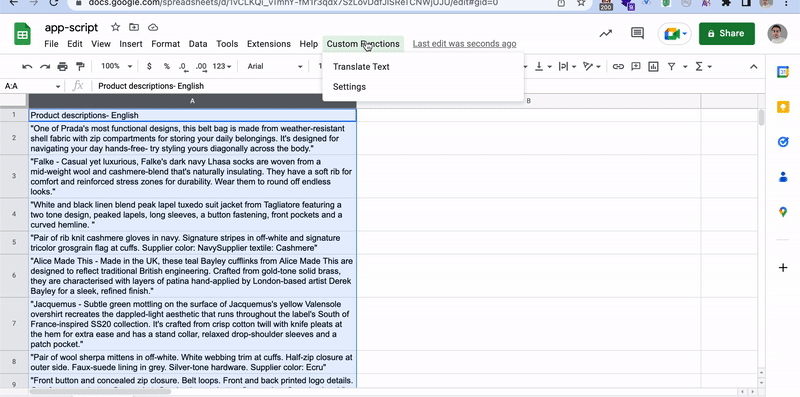 docs.google.com/spreadsheets/d/1vCLKQi_VTmhY-fM1r3qdx7SzLovDdfJISReTCNWjUJU/edit#gid=0
200
app-script
File Edit View Insert Format Data Tools Extensions Help Custom Functions Last edit was seconds ago
Share
100% $ % .0 .00 123 Arial
Translate Text
Settings
A:A fx Product descriptions- English
A B
1 Product descriptions- English
2 "One of Prada's most functional designs, this belt bag is made from weather-resistant
shell fabric with zip compartments for storing your daily belongings. It's designed for
navigating your day hands-free- try styling yours diagonally across the body."
3 "Falke - Casual yet luxurious, Falke's dark navy Lhasa socks are woven from a
mid-weight wool and cashmere-blend that's naturally insulating. They have a soft rib for
comfort and reinforced stress zones for durability. Wear them to round off endless
looks."
4 "White and black linen blend peak lapel tuxedo suit jacket from Tagliatore featuring a
two tone design, peaked lapels, long sleeves, a button fastening, front pockets and a
curved hemline. "
5 "Pair of rib knit cashmere gloves in navy. Signature stripes in off-white and signature
tricolor grosgrain flag at cuffs. Supplier color: NavySupplier textile: Cashmere"
6 "Alice Made This - Made in the UK, these teal Bayley cufflinks from Alice Made This are
designed to reflect traditional British engineering. Crafted from gold-tone solid brass,
they are characterised with layers of patina hand-applied by London-based artist Derek
Bayley for a sleek, refined finish."
7 "Jacquemus - Subtle green mottling on the surface of Jacquemus's yellow Valensole
overshirt recreates the dappled-light aesthetic that runs throughout the label's South of
France-inspired SS20 collection. It's crafted from crisp cotton twill with knife pleats at
the hem for extra ease and has a stand collar, relaxed drop-shoulder sleeves and a
patch pocket."
8 "Pair of wool sherpa mittens in off-white. White webbing trim at cuffs. Half-zip closure at
outer side. Faux-suede lining in grey. Silver-tone hardware. Supplier color: Ecru"
9 "Front button and concealed zip closure. Belt loops. Front and back printed logo details.